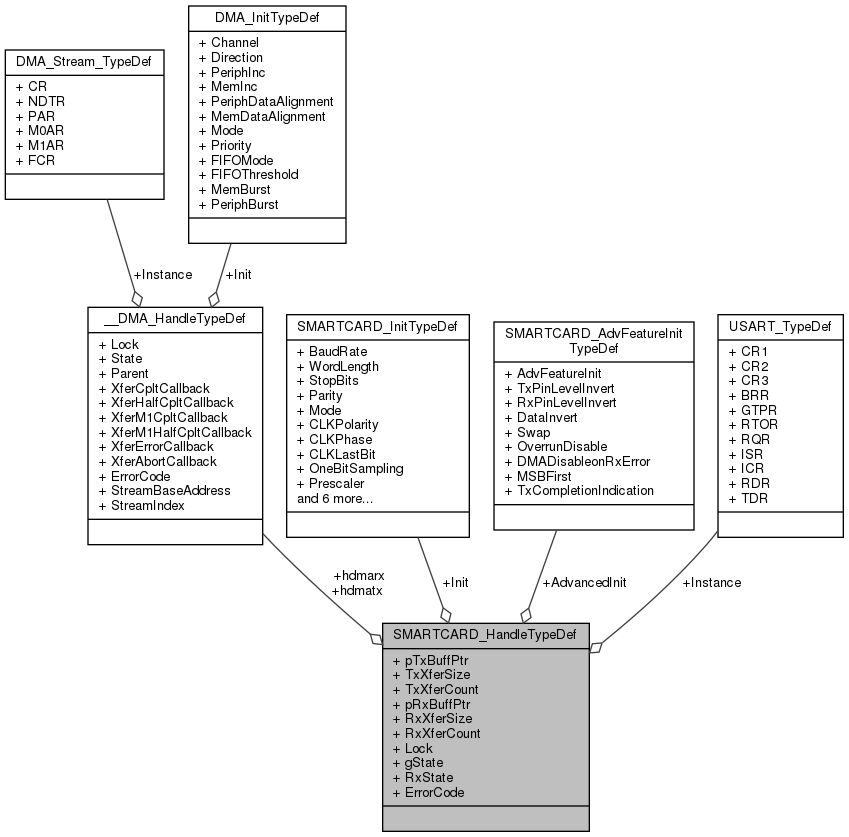 DMA_InitTypeDef
+ Channel
+ Direction
+ PeriphInc
+ MemInc
+ PeriphDataAlignment
+ MemDataAlignment
+ Mode
+ Priority
+ FIFOMode
+ FIFOThreshold
+ MemBurst
+ PeriphBurst
DMA_Stream_TypeDef
+ CR
+ NDTR
+ PAR
+ M0AR
+ M1AR
+ FCR
+Instance
+Init
__DMA_HandleTypeDef
+ Lock
+ State
+ Parent
+ XferCpltCallback
+ XferHalfCpltCallback
+ XferM1CpltCallback
+ XferM1HalfCpltCallback
+ XferErrorCallback
+ XferAbortCallback
+ ErrorCode
+ StreamBaseAddress
+ StreamIndex
SMARTCARD_InitTypeDef
+ BaudRate
+ WordLength
+ StopBits
+ Parity
+ Mode
+ CLKPolarity
+ CLKPhase
+ CLKLastBit
+ OneBitSampling
+ Prescaler
and 6 more...
SMARTCARD_AdvFeatureInit
TypeDef
+ AdvFeatureInit
+ TxPinLevelInvert
+ RxPinLevelInvert
+ DataInvert
+ Swap
+ OverrunDisable
+ DMADisableonRxError
+ MSBFirst
+ TxCompletionIndication
USART_TypeDef
+ CR1
+ CR2
+ CR3
+ BRR
+ GTPR
+ RTOR
+ RQR
+ ISR
+ ICR
+ RDR
+ TDR
+hdmarx
+hdmatx
+Init
+AdvancedInit
+Instance
SMARTCARD_HandleTypeDef
+ pTxBuffPtr
+ TxXferSize
+ TxXferCount
+ pRxBuffPtr
+ RxXferSize
+ RxXferCount
+ Lock
+ gState
+ RxState
+ ErrorCode